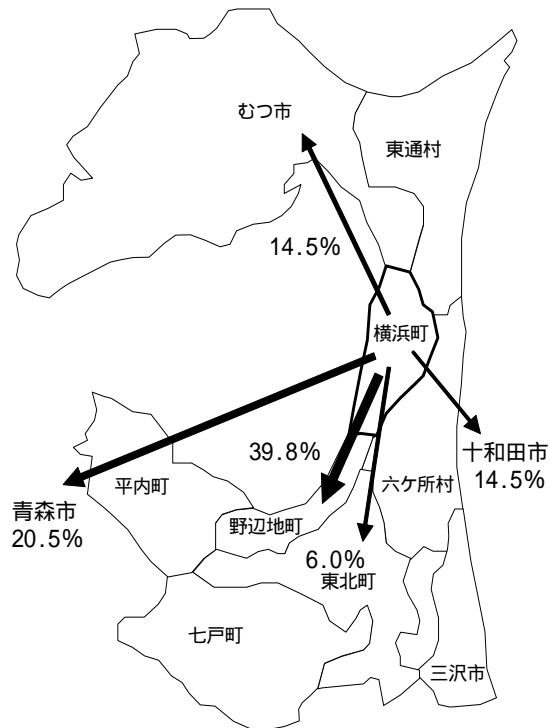 むつ市
東通村
14.5%
横浜町
39.8%
十和田市
14.5%
平内町
六ケ所村
青森市
20.5%
野辺地町
6.0%
東北町
七戸町
三沢市